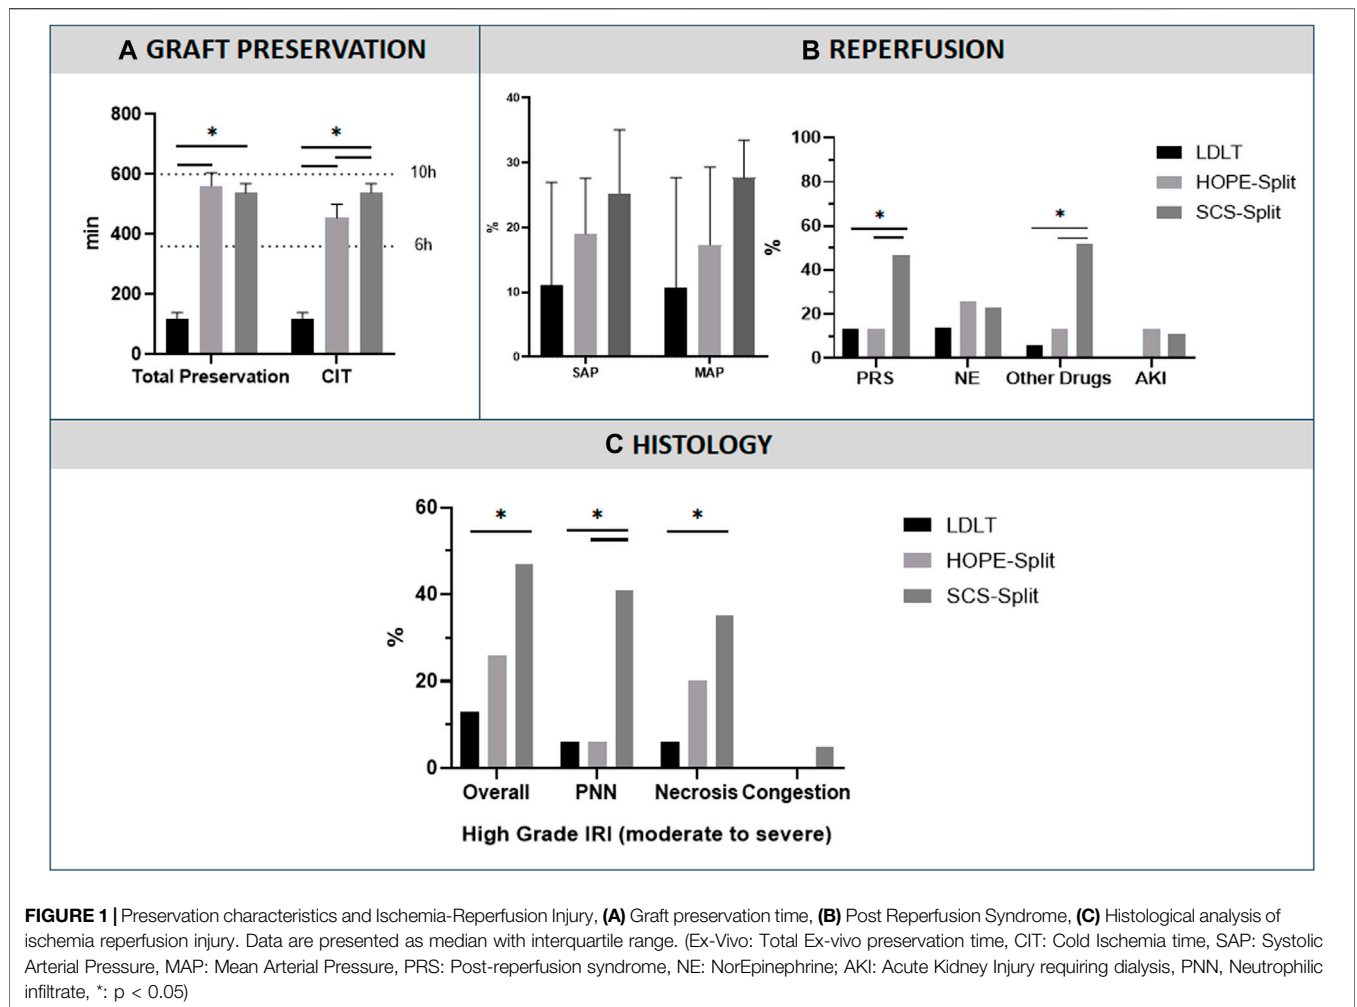 A GRAFT PRESERVATION
B REPERFUSION
800
600
400
200
0
min
*
*
10h
6h
Total Preservation
CIT
40
30
20
10
0
%
SAP
MAP
100
80
60
40
20
0
%
*
*
PRS
NE
Other Drugs
AKI
LDLT
HOPE-Split
SCS-Split
C HISTOLOGY
60
40
20
0
%
*
*
*
Overall
PNN
Necrosis
Congestion
High Grade IRI (moderate to severe)
LDLT
HOPE-Split
SCS-Split
FIGURE 1 | Preservation characteristics and Ischemia-Reperfusion Injury, (A) Graft preservation time, (B) Post Reperfusion Syndrome, (C) Histological analysis of
ischemia reperfusion injury. Data are presented as median with interquartile range. (Ex-Vivo: Total Ex-vivo preservation time, CIT: Cold Ischemia time, SAP: Systolic
Arterial Pressure, MAP: Mean Arterial Pressure, PRS: Post-reperfusion syndrome, NE: NorEpinephrine; AKI: Acute Kidney Injury requiring dialysis, PNN, Neutrophilic
infiltrate, *: p < 0.05)